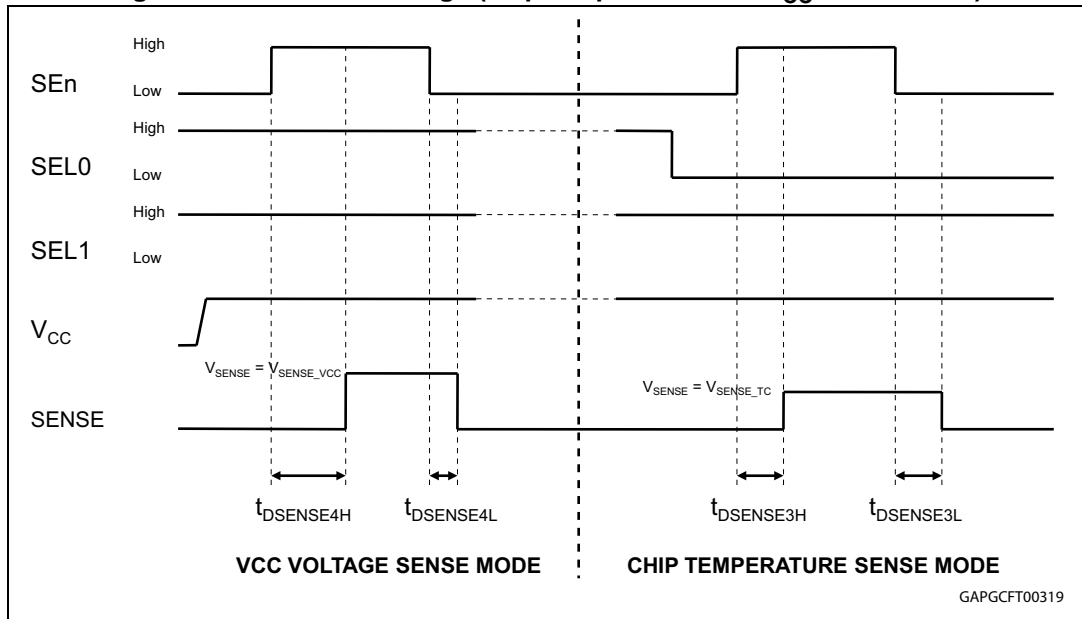 High
SEn
Low
High
SEL0
Low
High
SEL1
Low
VCC
VSENSE = VSENSE_VCC
VSENSE = VSENSE_TC
SENSE
tDSENSE4H
tDSENSE4L
tDSENSE3H
tDSENSE3L
VCC VOLTAGE SENSE MODE
CHIP TEMPERATURE SENSE MODE
GAPGCFT00319